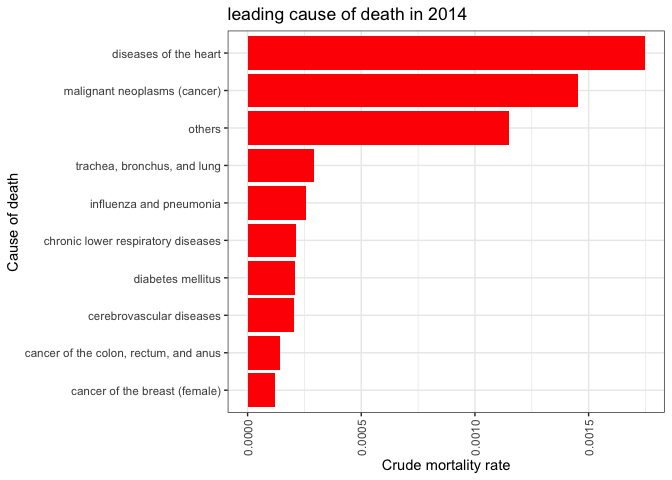 leading cause of death in 2014
Cause of death
diseases of the heart
malignant neoplasms (cancer)
others
trachea, bronchus, and lung
influenza and pneumonia
chronic lower respiratory diseases
diabetes mellitus
cerebrovascular diseases
cancer of the colon, rectum, and anus
cancer of the breast (female)
0.0000
0.0005
0.0010
0.0015
Crude mortality rate